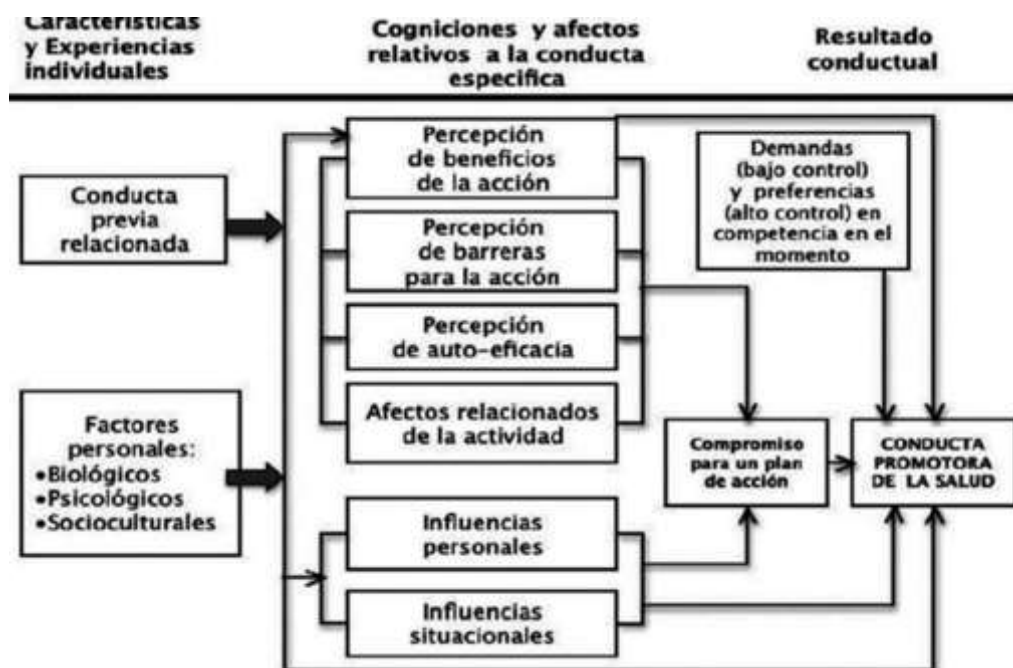 Características
y Experiencias
individuales
Cogniciones y afectos
relativos a la conducta
especifica
Resultado
conductual
Conducta
previa
relacionada
Factores
personales:
•Biológicos
•Psicológicos
•Socioculturales
Percepción
de beneficios
de la acción
Percepción
de barreras
para la acción
Percepción
de auto-eficacia
Afectos relacionados
de la actividad
Influencias
personales
Influencias
situacionales
Demandas
(bajo control)
y preferencias
(alto control) en
competencia en el
momento
Compromiso
para un plan
de acción
CONDUCTA
PROMOTORA
DE LA SALUD